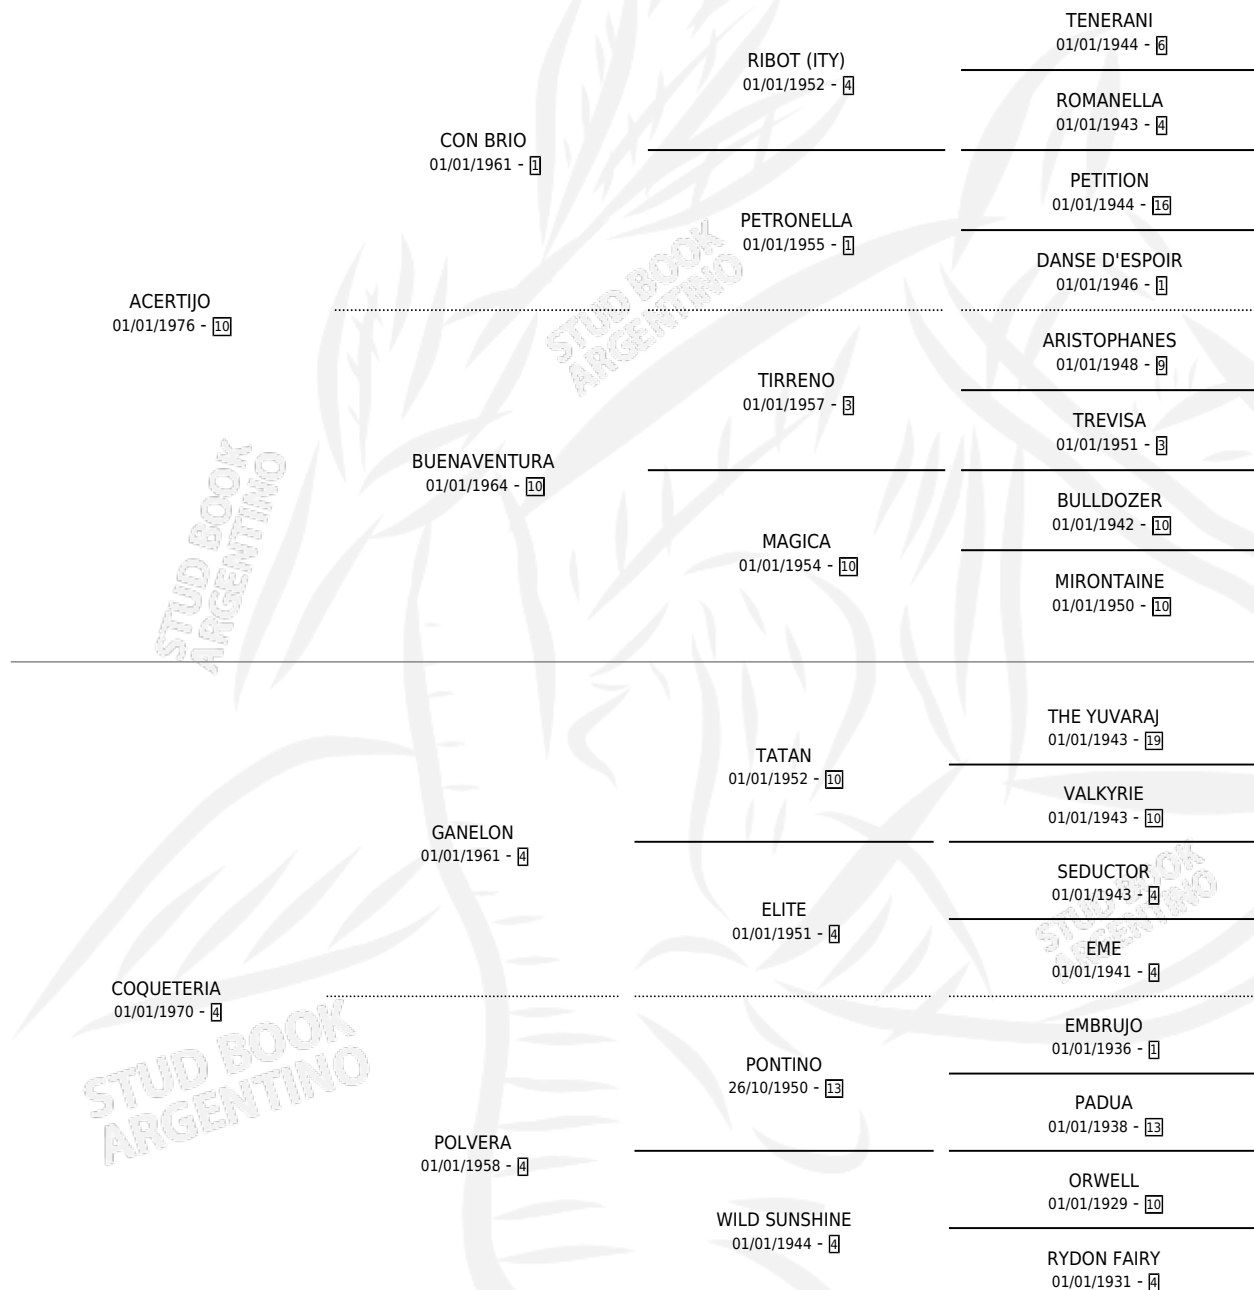 TENERANI
01/01/1944 - 6
RIBOT (ITY)
01/01/1952 - 4
ROMANELLA
01/01/1943 - 4
CON BRIO
01/01/1961 - 1
PETITION
01/01/1944 - 16
PETRONELLA
01/01/1955 - 1
DANSE D'ESPOIR
01/01/1946 - 1
ACERTIJO
01/01/1976 - 10
STUD BOOK
ARGENTINO
ARISTOPHANES
01/01/1948 - 9
TIRRENO
01/01/1957 - 3
TREVISA
01/01/1951 - 3
BUENAVENTURA
01/01/1964 - 10
BULLDOZER
01/01/1942 - 10
MAGICA
01/01/1954 - 10
MIRONTAINE
01/01/1950 - 10
STUD BOOK
ARGENTINO
THE YUVARAJ
01/01/1943 - 19
TATAN
01/01/1952 - 10
VALKYRIE
01/01/1943 - 10
GANELON
01/01/1961 - 4
SEDUCTOR
01/01/1943 - 4
ELITE
01/01/1951 - 4
EME
01/01/1941 - 4
STUD BOOK
ARGENTINO
COQUETERIA
01/01/1970 - 4
EMBRUJO
01/01/1936 - 1
PONTINO
26/10/1950 - 13
PADUA
01/01/1938 - 13
STUD BOOK
ARGENTINO
POLVERA
01/01/1958 - 4
ORWELL
01/01/1929 - 10
WILD SUNSHINE
01/01/1944 - 4
RYDON FAIRY
01/01/1931 - 4